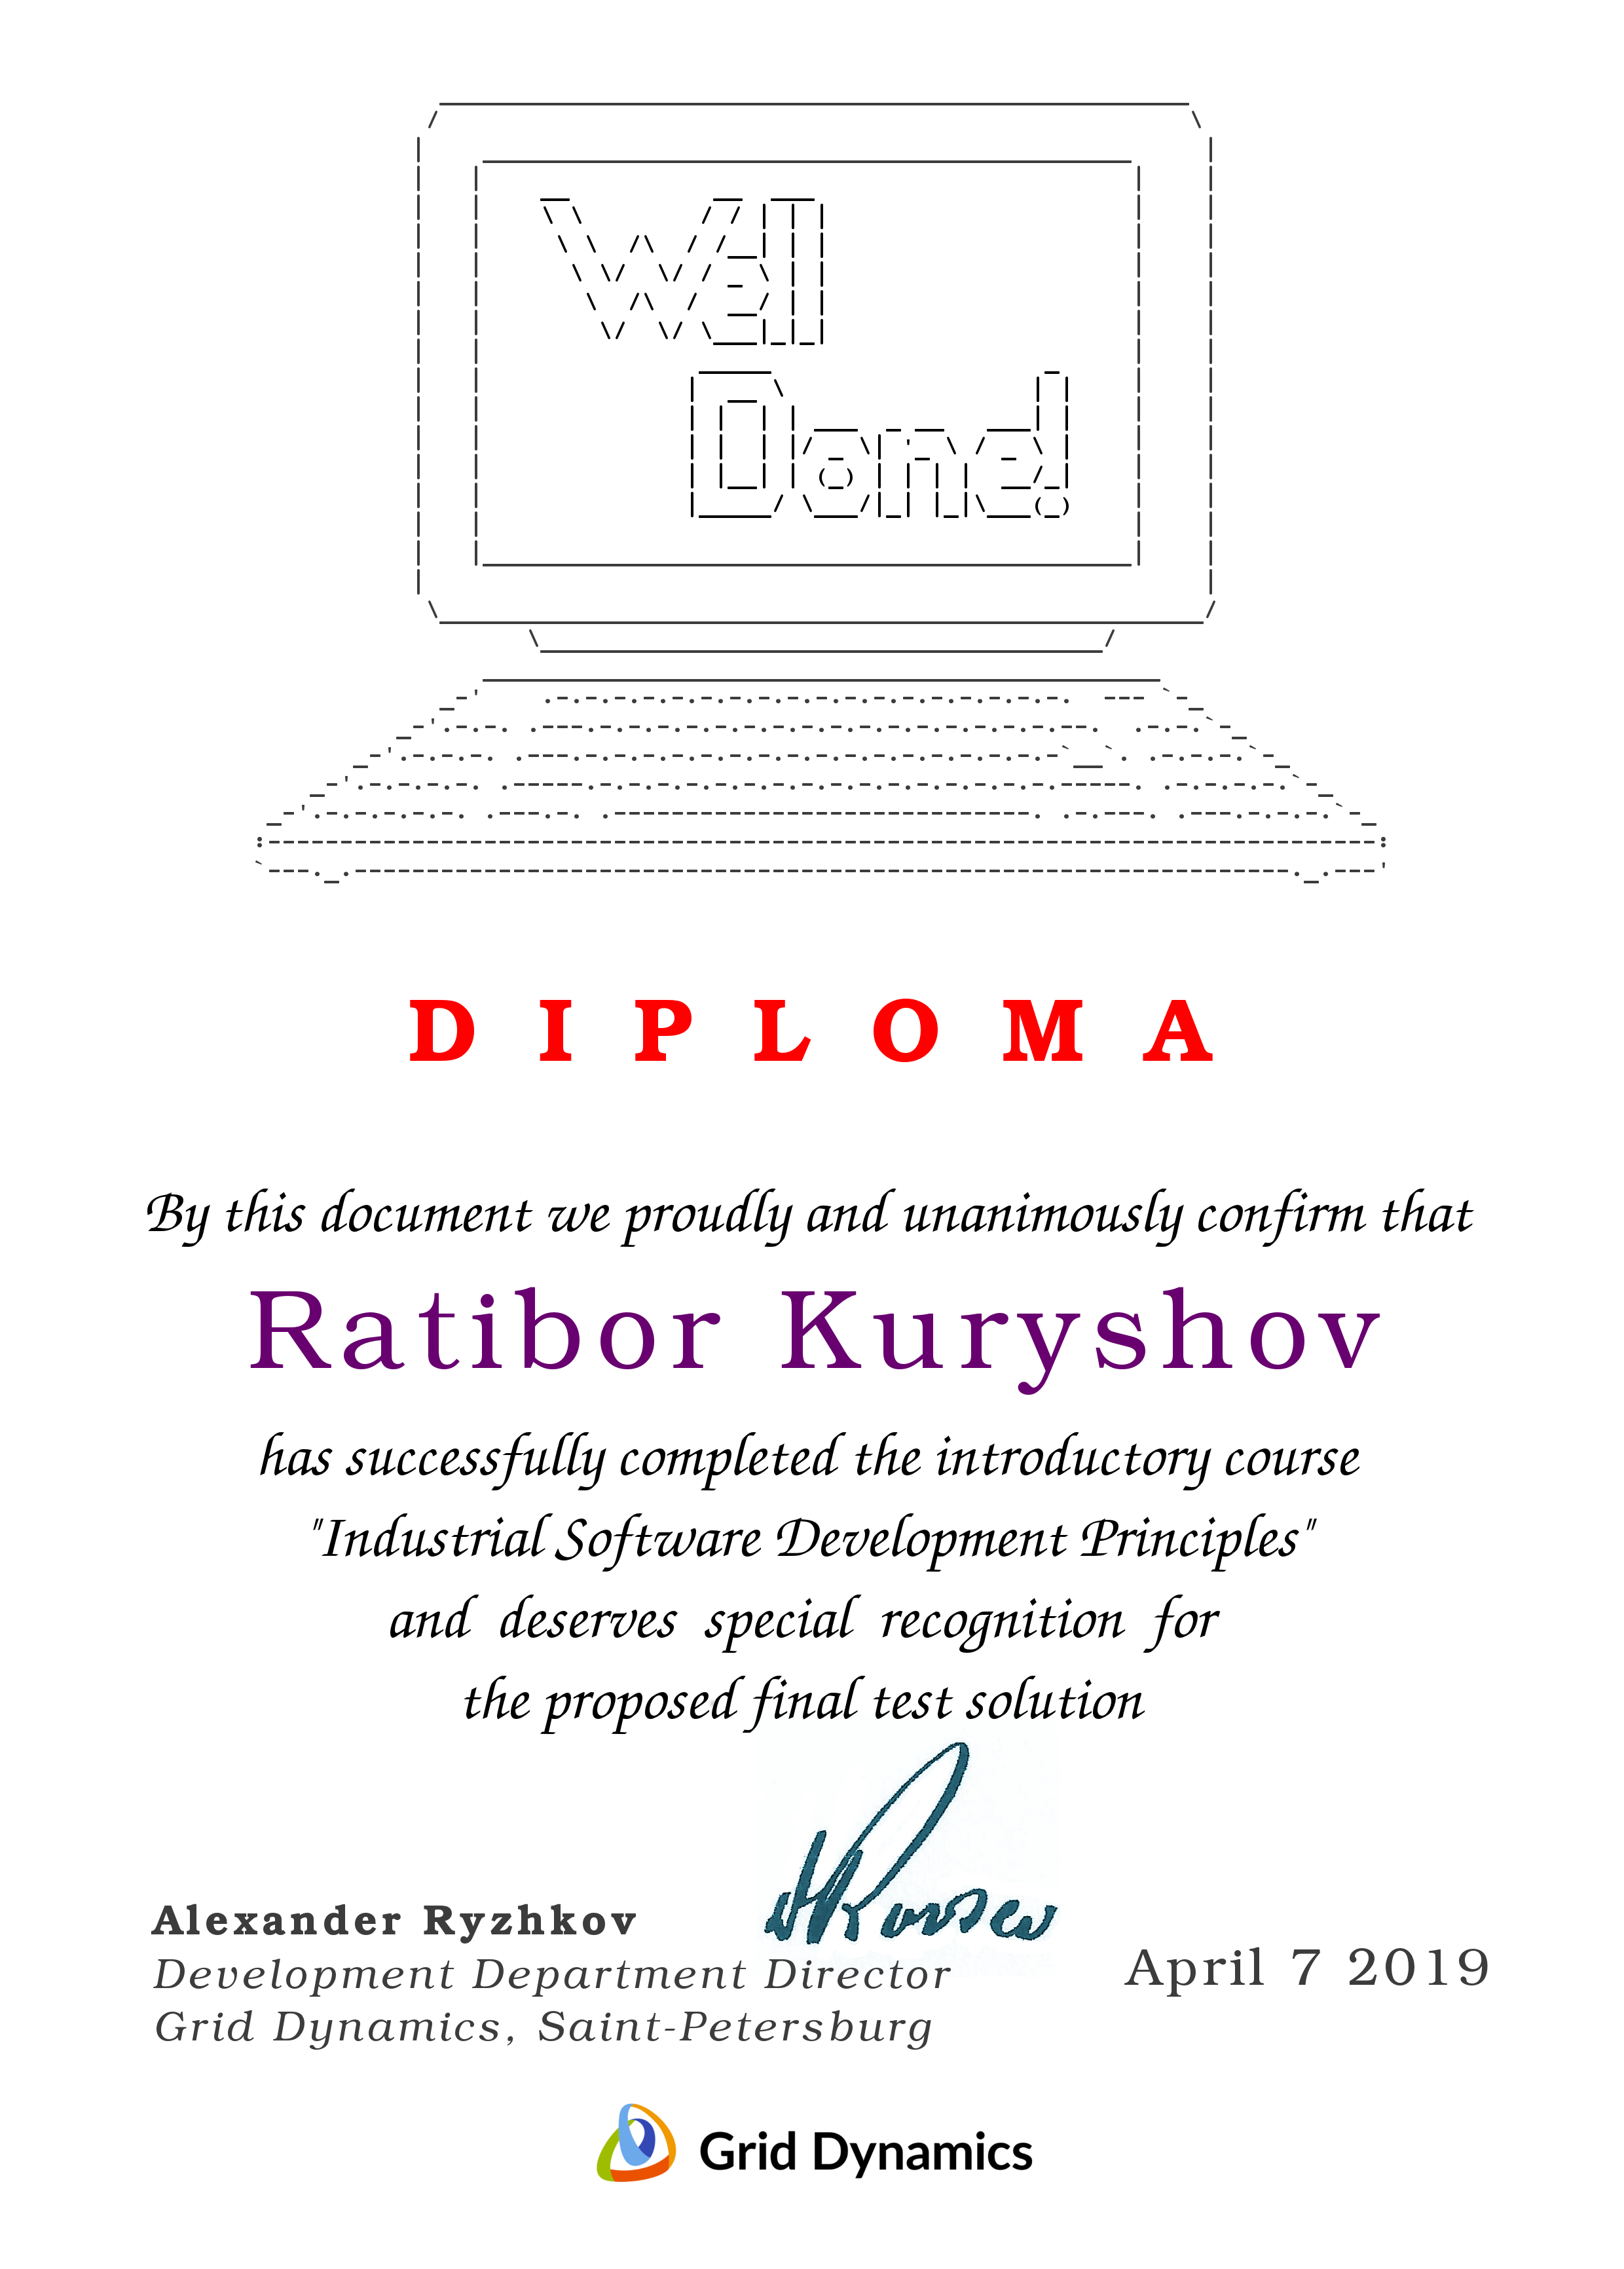 Well
Done!
D I P L O M A
By this document we proudly and unanimously confirm that
Ratibor Kuryshov
has successfully completed the introductory course
"Industrial Software Development Principles"
and deserves special recognition for
the proposed final test solution
Alexander Ryzhkov
Development Department Director
Grid Dynamics, Saint-Petersburg
April 7 2019
Grid Dynamics